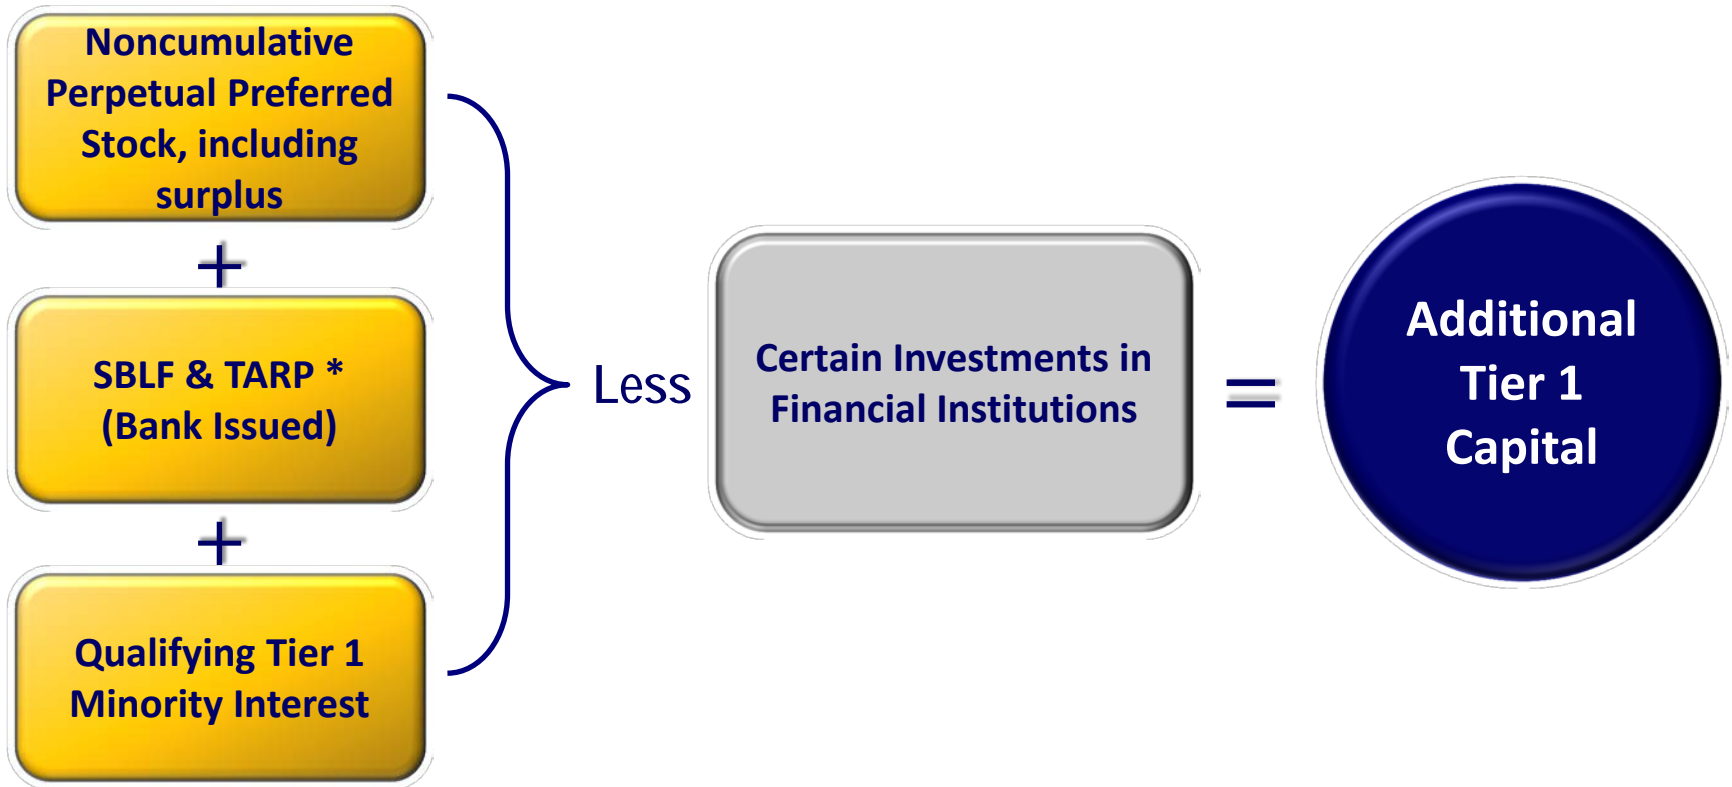 Noncumulative
Perpetual Preferred
Stock, including
surplus
+
SBLF & TARP *
(Bank Issued)
+
Qualifying Tier 1
Minority Interest
Less
Certain Investments in
Financial Institutions
=
Additional
Tier 1
Capital